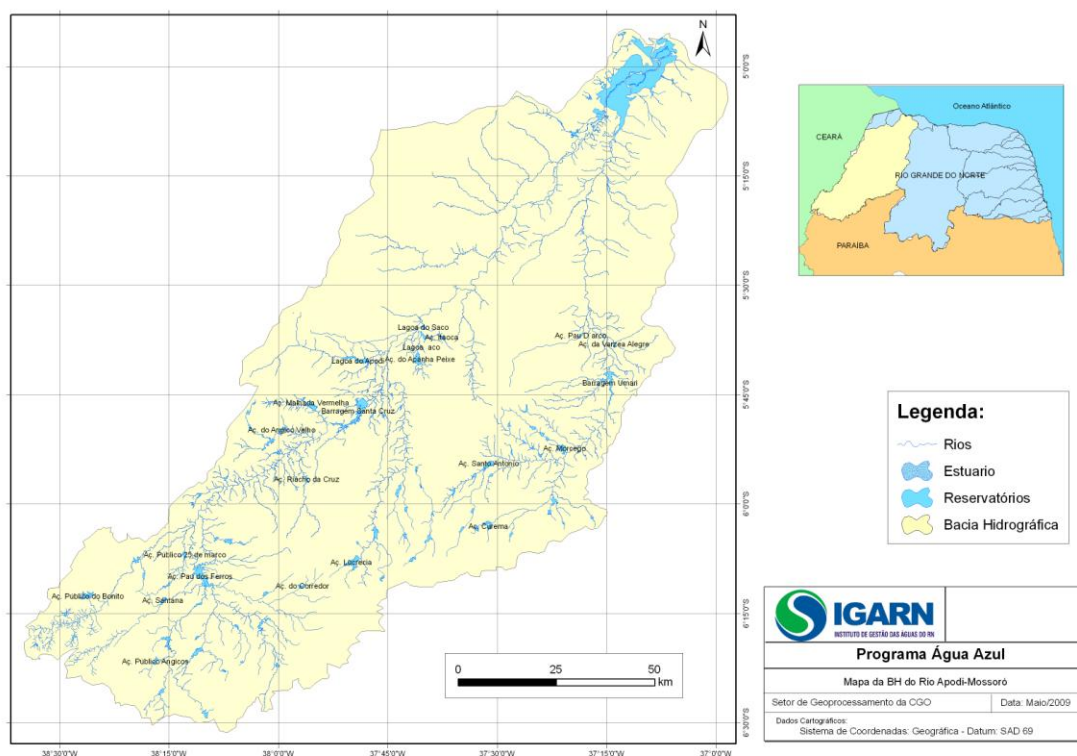 N
5°0'0"S
5°15'0"S
5°30'0"S
5°45'0"S
6°0'0"S
6°15'0"S
6°30'0"S
38°30'0"W
38°15'0"W
38°0'0"W
37°45'0"W
37°30'0"W
37°15'0"W
37°0'0"W
Lagoa do Saco
Aç. Itaoca
Lagoa aco
Lagoa do Apodi
Aç. do Apanha Peixe
Aç. Pau D arco
Aç. da Varzea Alegre
Barragem Umari
Aç. Malhada Vermelha
Barragem Santa Cruz
Aç. do Angico Velho
Aç. Morcego
Aç. Santo Antonio
Aç. Riacho da Cruz
Aç. Curema
Aç. Público 25 de marco
Aç. Lucrecia
Aç. Pau dos Ferros
Aç. do Corredor
Aç. Público do Bonito
Aç. Santana
Aç. Público Angicos
0 25 50
km
Oceano Atlântico
CEARÁ
RIO GRANDE DO NORTE
PARAÍBA
Legenda:
Rios
Estuario
Reservatórios
Bacia Hidrográfica
IGARN
INSTITUTO DE GESTÃO DAS ÁGUAS DO RN
Programa Água Azul
Mapa da BH do Rio Apodi-Mossoró
Setor de Geoprocessamento da CGO
Data: Maio/2009
Dados Cartograficos:
Sistema de Coordenadas: Geográfica - Datum: SAD 69